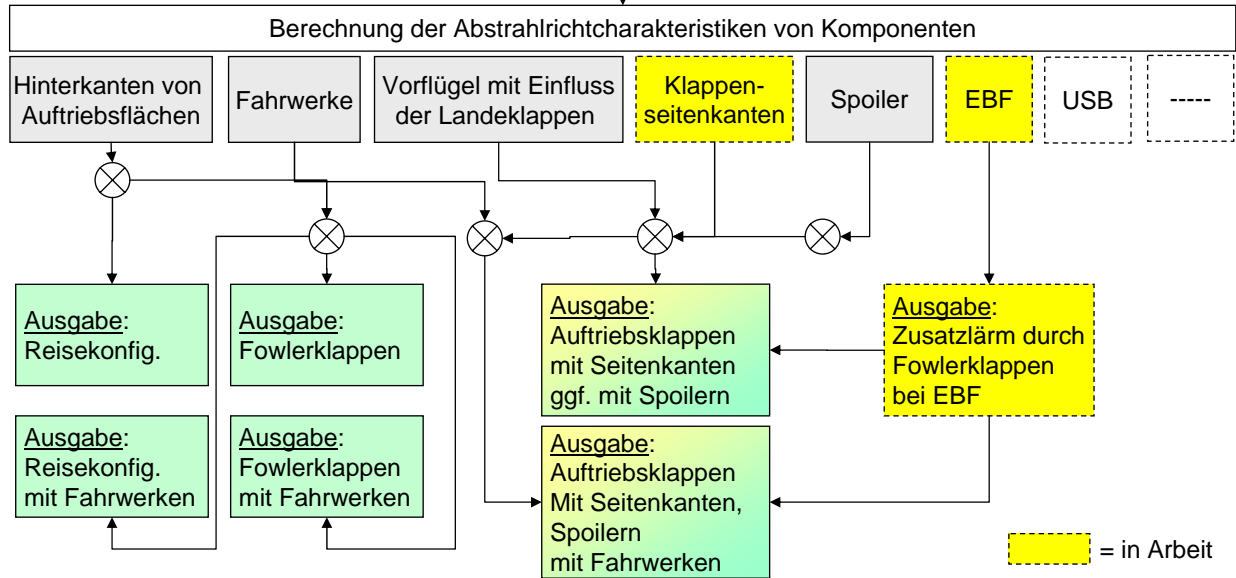 Berechnung der Abstrahlrichtcharakteristiken von Komponenten
Hinterkanten von
Auftriebsflächen
Fahrwerke
Vorflügel mit Einfluss
der Landeklappen
Klappen-
seitenkanten
Spoiler
EBF
USB
-----
Ausgabe:
Reisekonfig.
Ausgabe:
Fowlerklappen
Ausgabe:
Auftriebsklappen
mit Seitenkanten
ggf. mit Spoilern
Ausgabe:
Zusatzlärm durch
Fowlerklappen
bei EBF
Ausgabe:
Reisekonfig.
mit Fahrwerken
Ausgabe:
Fowlerklappen
mit Fahrwerken
Ausgabe:
Auftriebsklappen
Mit Seitenkanten,
Spoilern
mit Fahrwerken
= in Arbeit